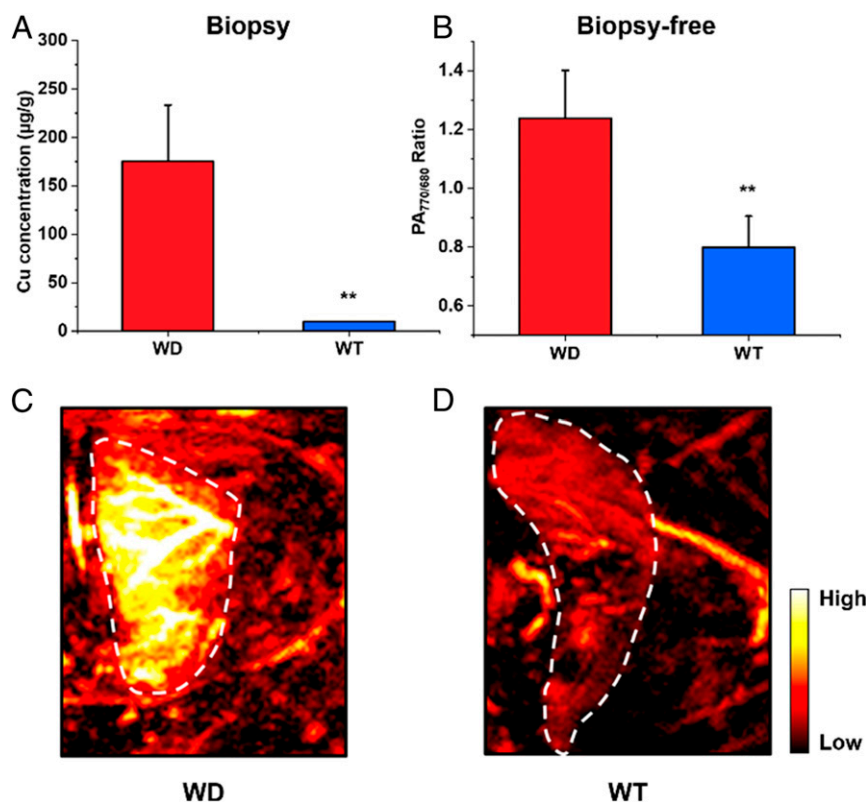 A
Biopsy
300
250
200
150
100
50
0
Cu concentration (µg/g)
**
WD
WT
B
Biopsy-free
1.4
1.2
1.0
0.8
0.6
PA770/680 Ratio
**
WD
WT
C
WD
D
WT
High
Low